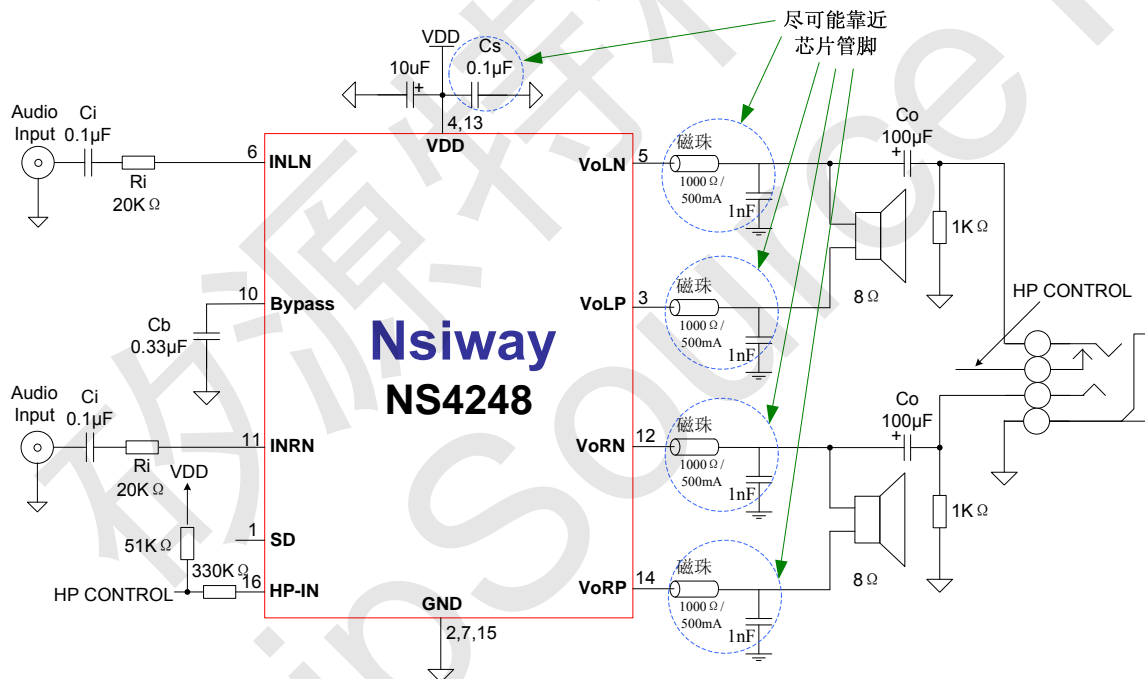 尽可能靠近
芯片管脚
VDD
Cs
10uF
+
0.1μF
4,13
VDD
Audio
Input
Ci
0.1μF
Ri
20KΩ
6
INLN
VoLN
5
磁珠
1000Ω/
500mA
1nF
Co
100μF
+
1KΩ
8Ω
10
Bypass
Cb
0.33μF
VoLP
3
磁珠
1000Ω/
500mA
1nF
HP CONTROL
Nsiway
NS4248
Audio
Input
Ci
0.1μF
Ri
20KΩ
11
INRN
VoRN
12
磁珠
1000Ω/
500mA
1nF
Co
100μF
+
1KΩ
8Ω
VDD
51KΩ
1
SD
330KΩ
HP CONTROL
16
HP-IN
VoRP
14
磁珠
1000Ω/
500mA
1nF
GND
2,7,15